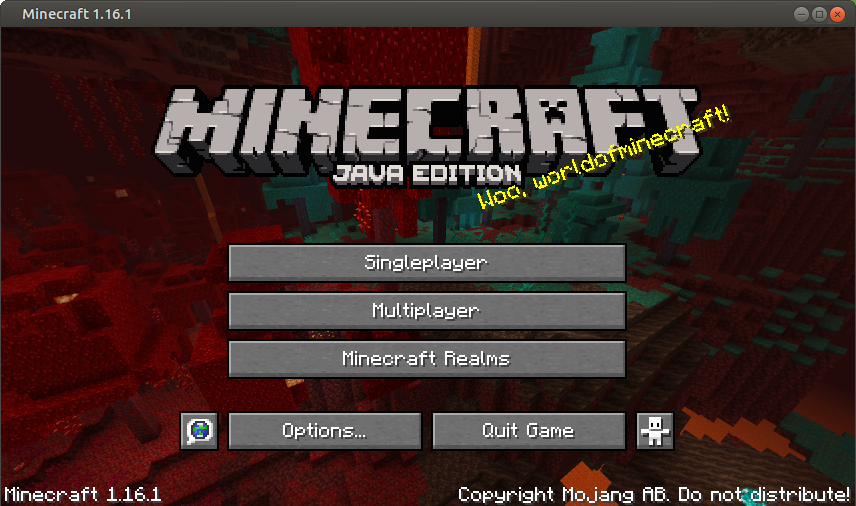 Minecraft 1.16.1
MINECRAFT
JAVA EDITION
Woo, worldofminecraft!
Singleplayer
Multiplayer
Minecraft Realms
Options...
Quit Game
Minecraft 1.16.1
Copyright Mojang AB. Do not distribute!